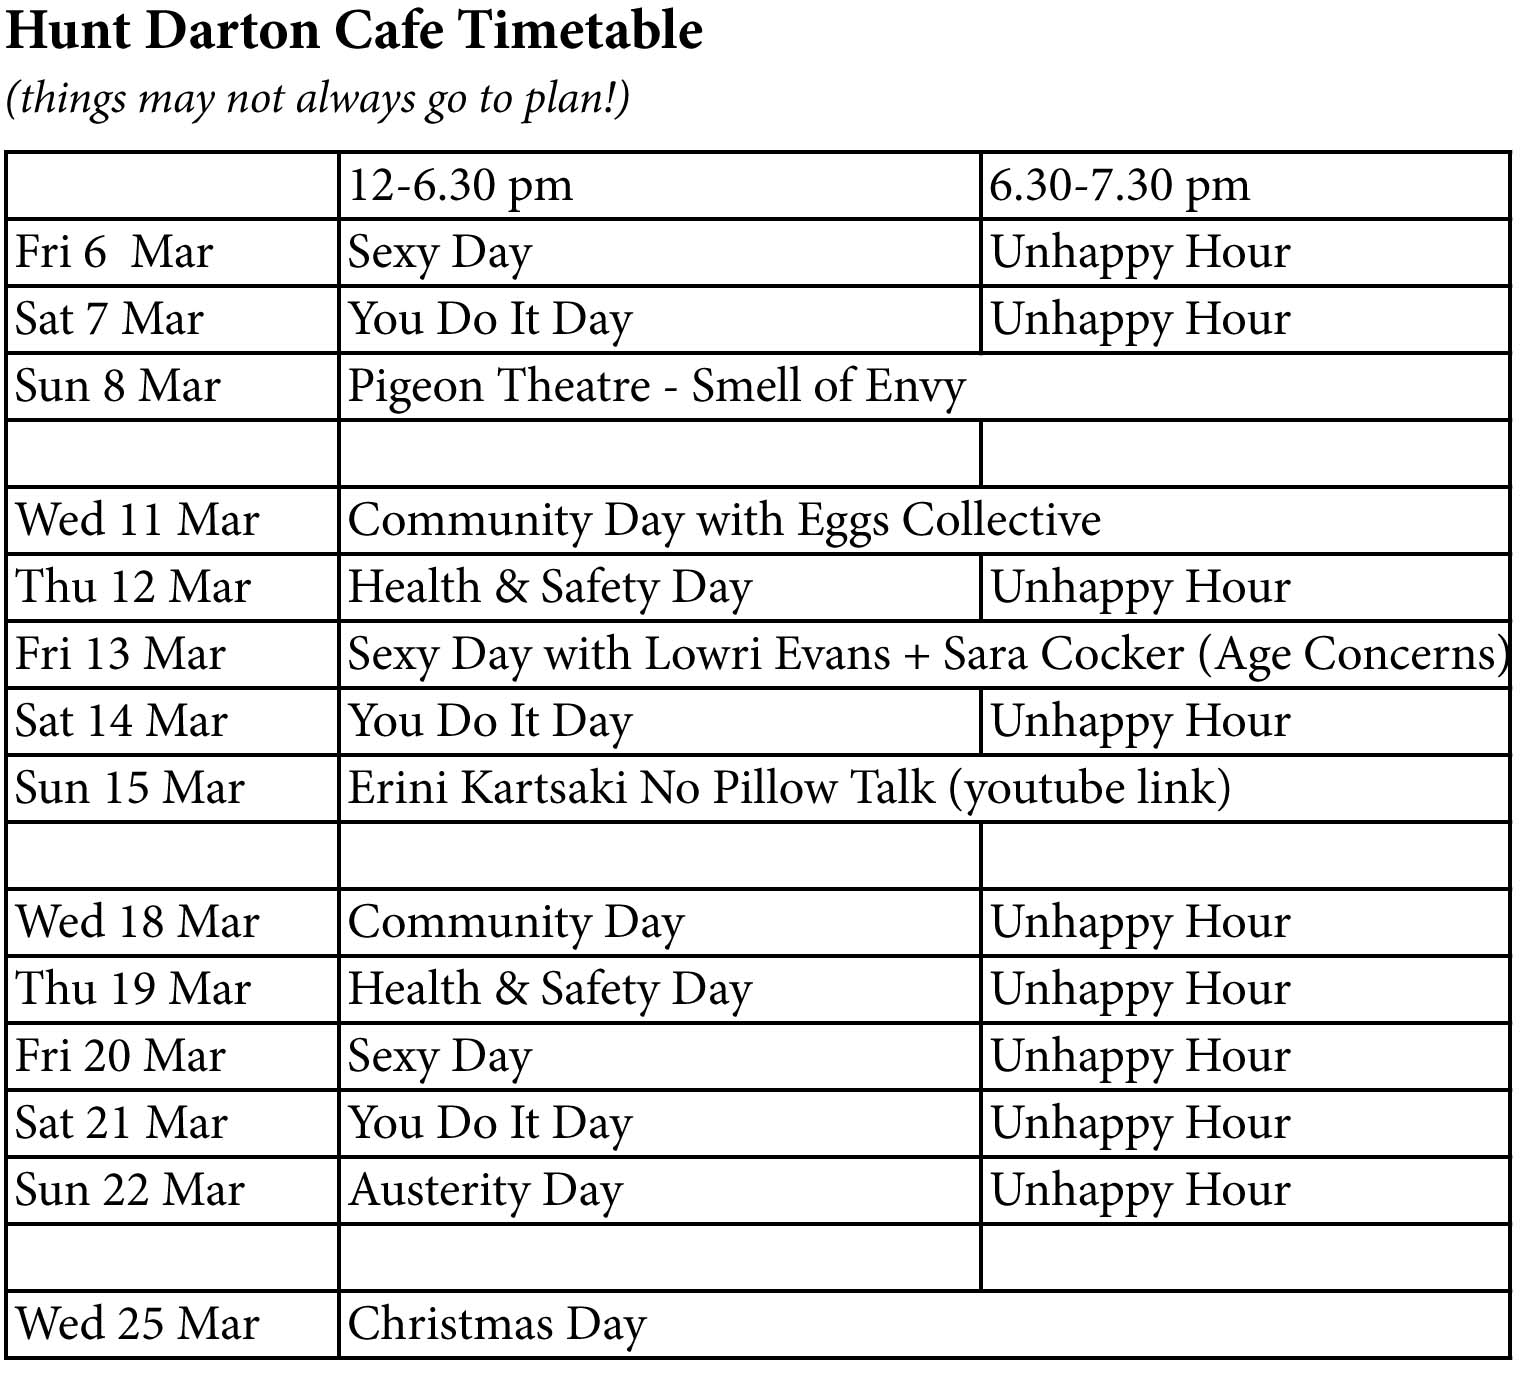 Hunt Darton Cafe Timetable
(things may not always go to plan!)
12-6.30 pm 6.30-7.30 pm
Fri 6  Mar Sexy Day Unhappy Hour
Sat 7 Mar You Do It Day Unhappy Hour
Sun 8 Mar Pigeon Theatre - Smell of Envy
Wed 11 Mar Community Day with Eggs Collective
Thu 12 Mar Health & Safety Day Unhappy Hour
Fri 13 Mar Sexy Day with Lowri Evans + Sara Cocker (Age Concerns)
Sat 14 Mar You Do It Day Unhappy Hour
Sun 15 Mar Erini Kartsaki No Pillow Talk (youtube link)
Wed 18 Mar Community Day Unhappy Hour
Thu 19 Mar Health & Safety Day Unhappy Hour
Fri 20 Mar Sexy Day Unhappy Hour
Sat 21 Mar You Do It Day Unhappy Hour
Sun 22 Mar Austerity Day Unhappy Hour
Wed 25 Mar Christmas Day